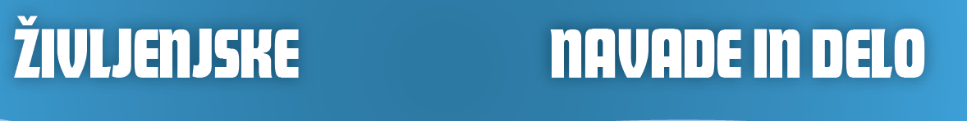 ŽIVLJENJSKE NAVADE IN DELO